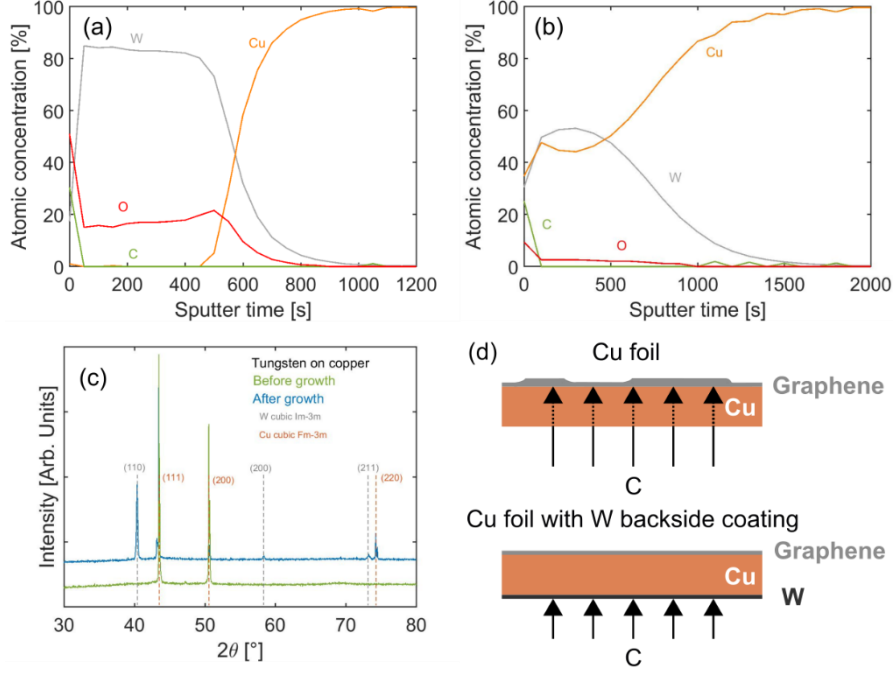 (a)
Atomic concentration [%]
100
80
60
40
20
0
W
Cu
O
C
0 200 400 600 800 1000 1200
Sputter time [s]
(b)
Atomic concentration [%]
100
80
60
40
20
0
Cu
W
C
O
0 500 1000 1500 2000
Sputter time [s]
(c)
Tungsten on copper
Before growth
After growth
W cubic Im-3m
Cu cubic Fm-3m
(110)
(111)
(200)
(200)
(211)
(220)
Intensity [Arb. Units]
30 40 50 60 70 80
2θ [°]
(d)
Cu foil
Graphene
Cu
C
Cu foil with W backside coating
Graphene
Cu
W
C